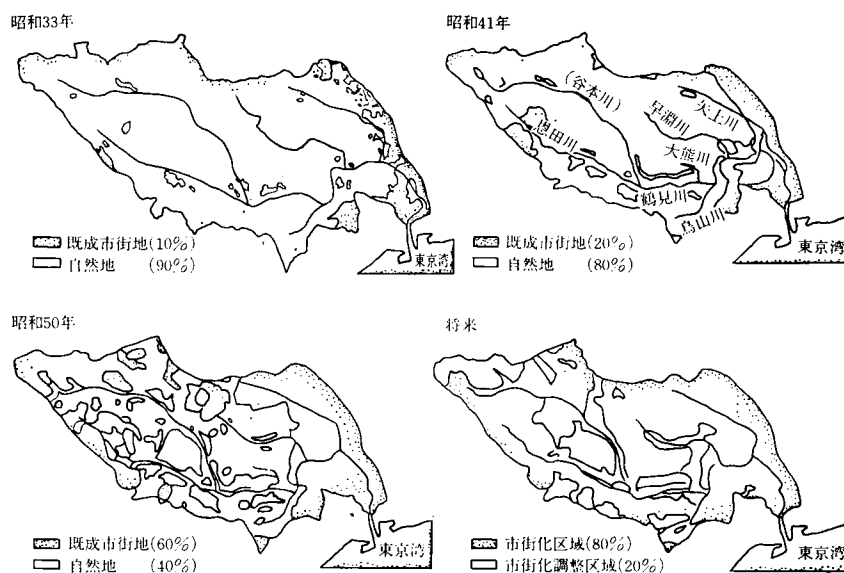 昭和33年
既成市街地(10%)
自然地(90%)
東京湾
昭和41年
(谷本川)
恩田川
早淵川
矢上川
大熊川
鶴見川
鳥山川
既成市街地(20%)
自然地(80%)
東京湾
昭和50年
既成市街地(60%)
自然地(40%)
東京湾
将来
市街化区域(80%)
市街化調整区域(20%)
東京湾